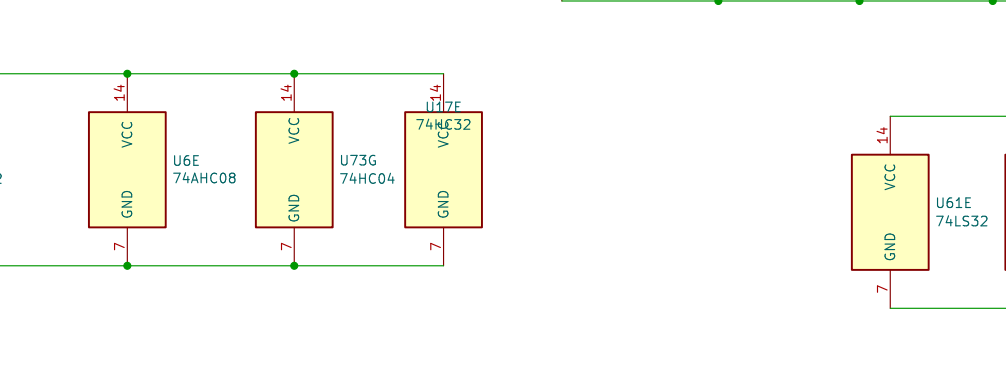 14
VCC
GND
7
U6E
74AHC08
14
VCC
GND
7
U73G
74HC04
14
U17E
74HC32
VCC
GND
7
14
VCC
GND
7
U61E
74LS32